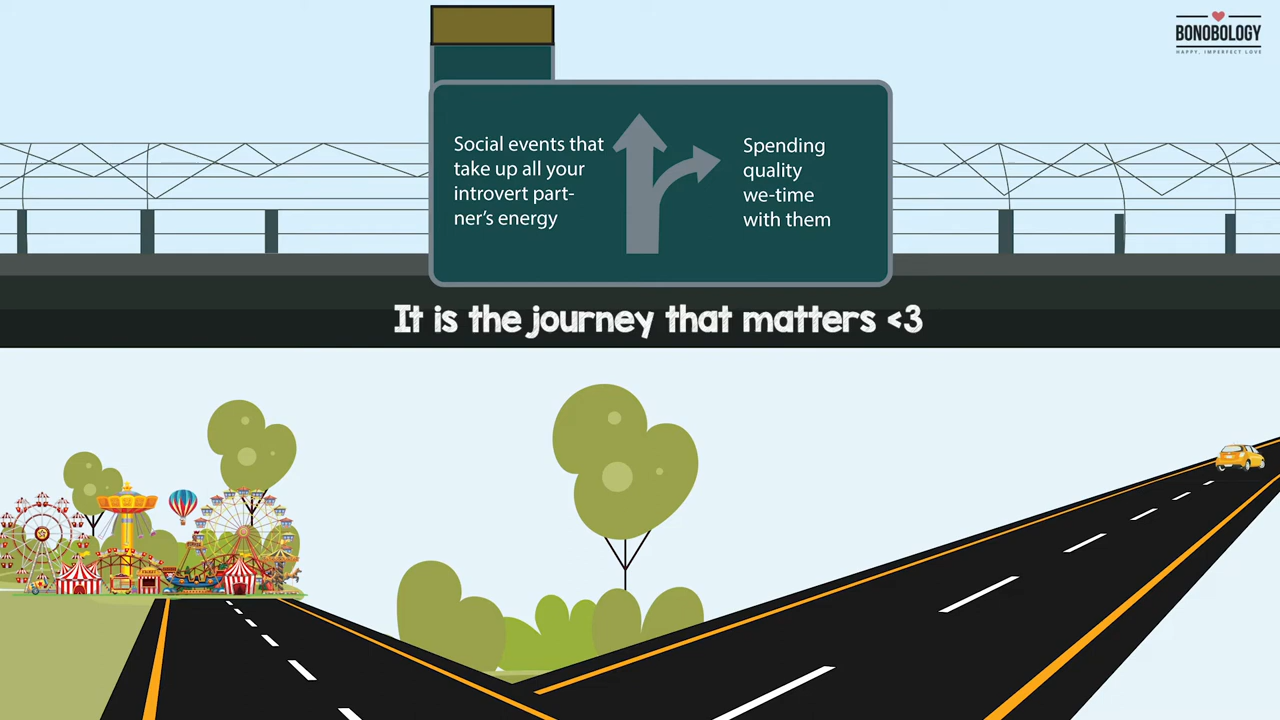 BONOBOLOGY
HAPPY, IMPERFECT LOVE
Social events that
take up all your
introvert part-
ner's energy
Spending
quality
we-time
with them
It is the journey that matters <3